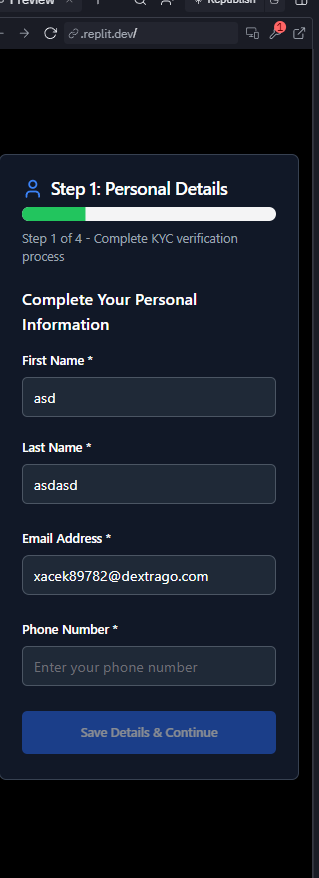 Preview
Republish
.replit.dev/
1
Step 1: Personal Details
Step 1 of 4 - Complete KYC verification
process
Complete Your Personal
Information
First Name *
asd
Last Name *
asdasd
Email Address *
xacek89782@dextrago.com
Phone Number *
Enter your phone number
Save Details & Continue